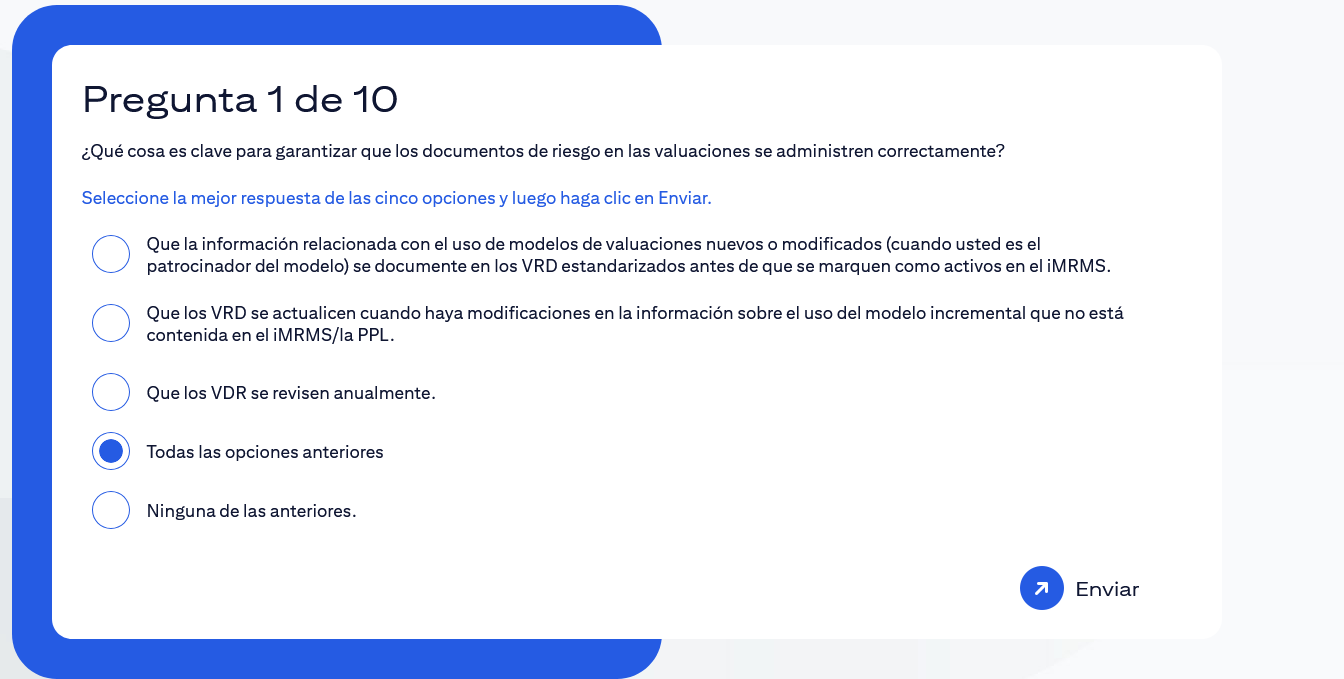 Pregunta 1 de 10
¿Qué cosa es clave para garantizar que los documentos de riesgo en las valuaciones se administren correctamente?
Seleccione la mejor respuesta de las cinco opciones y luego haga clic en Enviar.
Que la información relacionada con el uso de modelos de valuaciones nuevos o modificados (cuando usted es el
patrocinador del modelo) se documente en los VRD estandarizados antes de que se marquen como activos en el iMRMS.
Que los VRD se actualicen cuando haya modificaciones en la información sobre el uso del modelo incremental que no está
contenida en el iMRMS/la PPL.
Que los VDR se revisen anualmente.
Todas las opciones anteriores
Ninguna de las anteriores.
Enviar